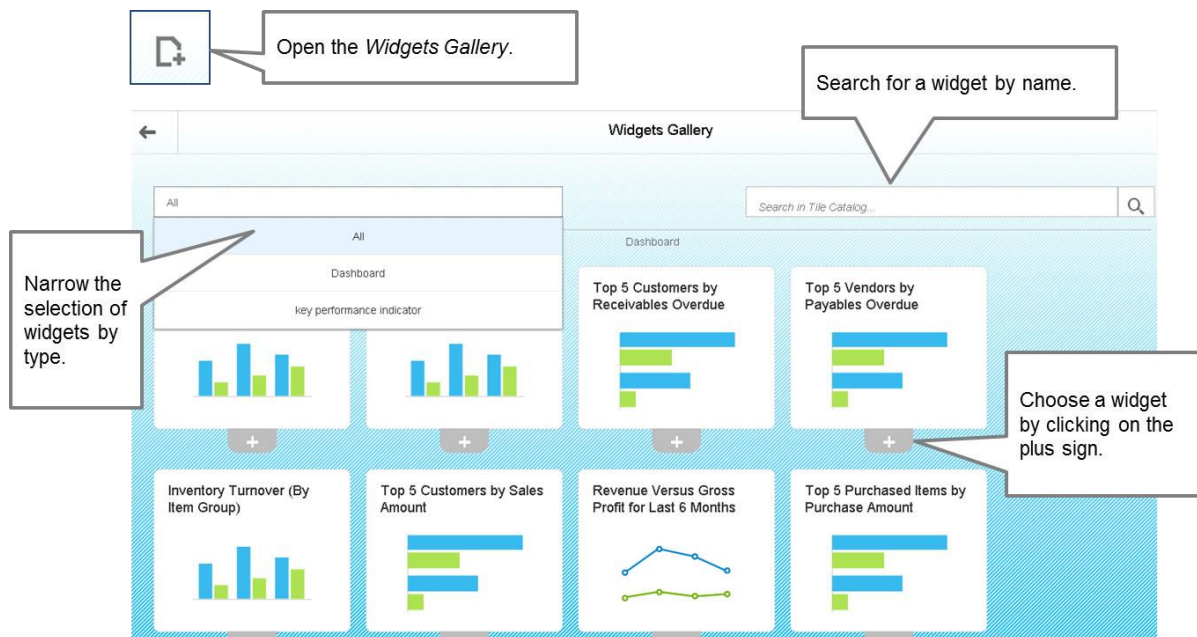 Open the Widgets Gallery.
Search for a widget by name.
Widgets Gallery
All
Search in Tile Catalog...
All
Dashboard
key performance indicator
Dashboard
Narrow the
selection of
widgets by
type.
Top 5 Customers by
Receivables Overdue
Top 5 Vendors by
Payables Overdue
Choose a widget
by clicking on the
plus sign.
Inventory Turnover (By
Item Group)
Top 5 Customers by Sales
Amount
Revenue Versus Gross
Profit for Last 6 Months
Top 5 Purchased Items by
Purchase Amount